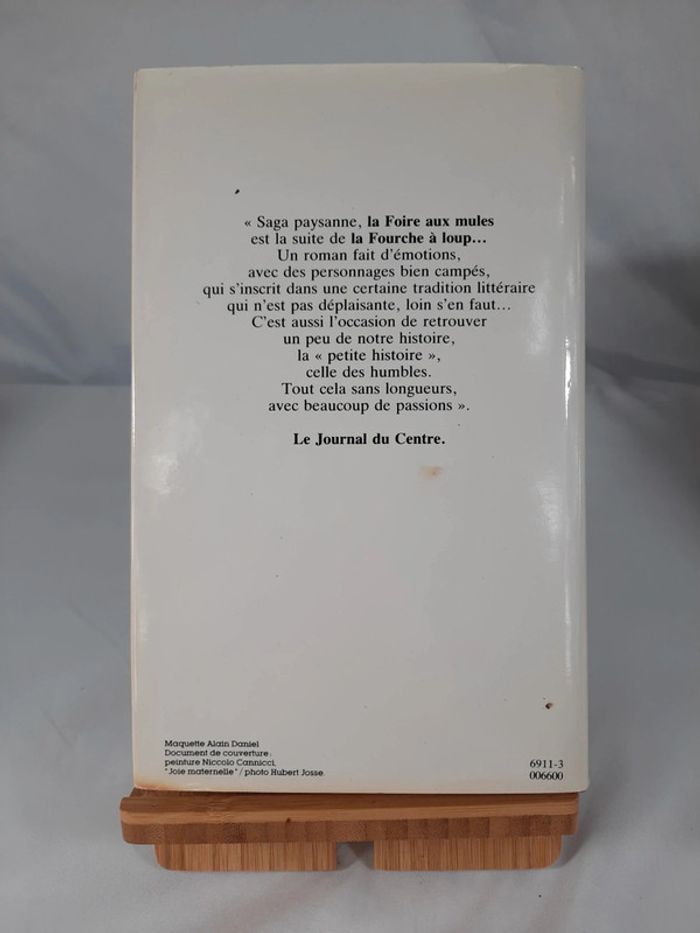 « Saga paysanne, la Foire aux mules
est la suite de la Fourche à loup...
Un roman fait d'émotions,
avec des personnages bien campés,
qui s'inscrit dans une certaine tradition littéraire
qui n'est pas déplaisante, loin s'en faut...
C'est aussi l'occasion de retrouver
un peu de notre histoire,
la « petite histoire »,
celle des humbles.
Tout cela sans longueurs,
avec beaucoup de passions ».
Le Journal du Centre.
Maquette Alain Daniel
Document de couverture:
peinture Niccolo Cannicci,
"Joie maternelle"/ photo Hubert Josse.
6911-3
006600